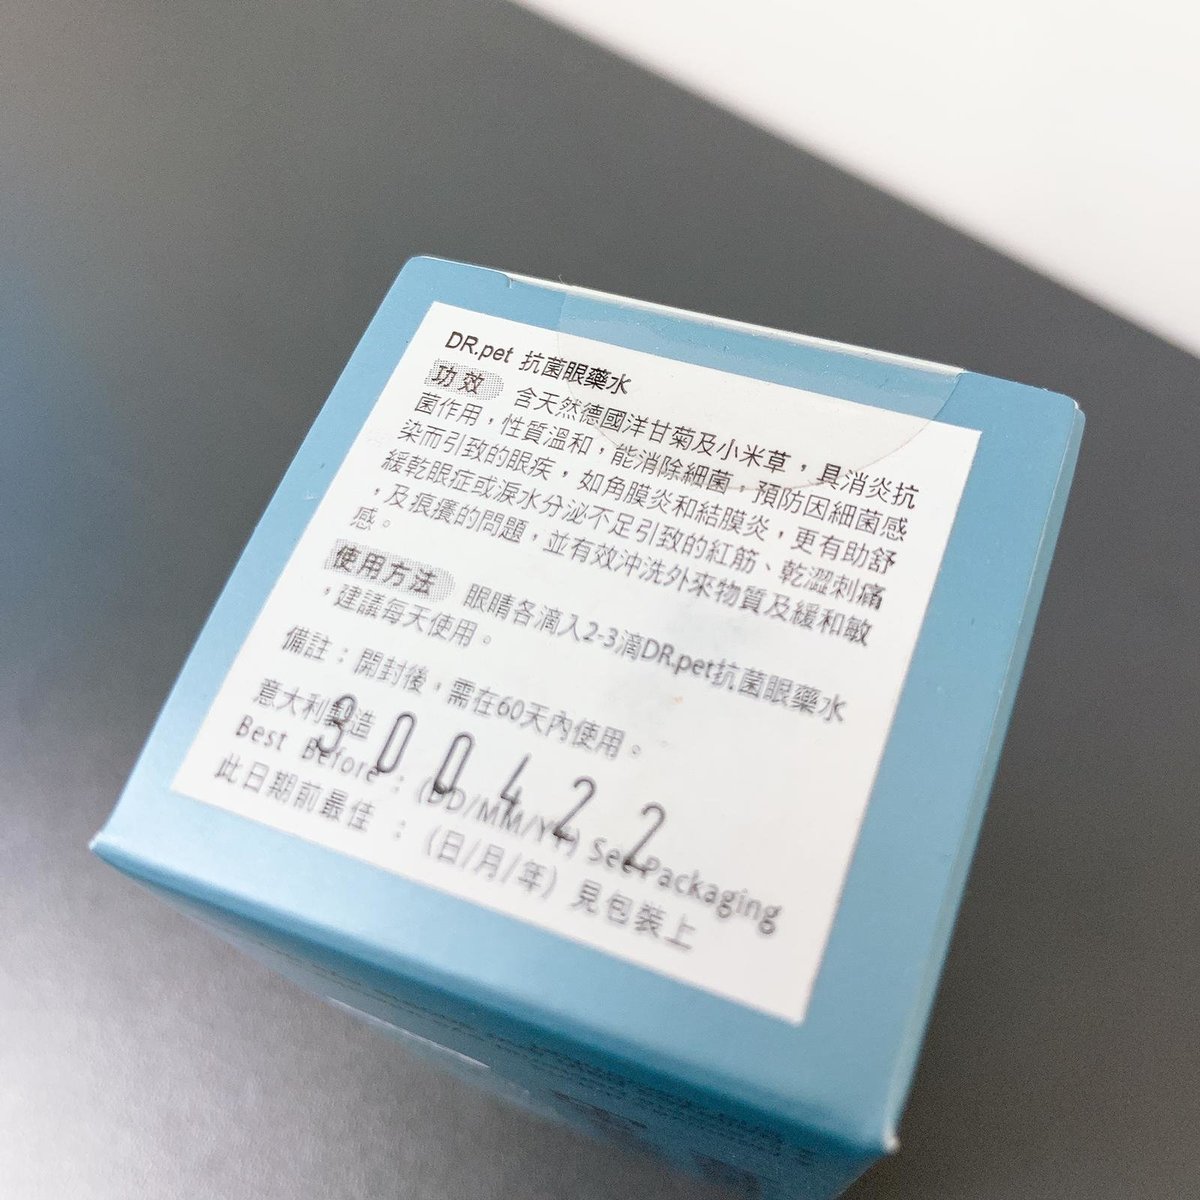 DR.pet 抗菌眼藥水
功效 含天然德國洋甘菊及小米草，具消炎抗
菌作用，性質溫和，能消除細菌，預防因細菌感
染而引致的眼疾，如角膜炎和結膜炎，更有助舒
緩乾眼症或淚水分泌不足引致的紅筋、乾澀刺痛
，及痕癢的問題，並有效沖洗外來物質及緩和敏
感。
使用方法 眼睛各滴入2-3滴DR.pet抗菌眼藥水
，建議每天使用。
備註：開封後，需在60天內使用。
意大利製造
300422
Best Before : (DD/MM/YY) See Packaging
此日期前最佳 : (日/月/年) 見包裝上